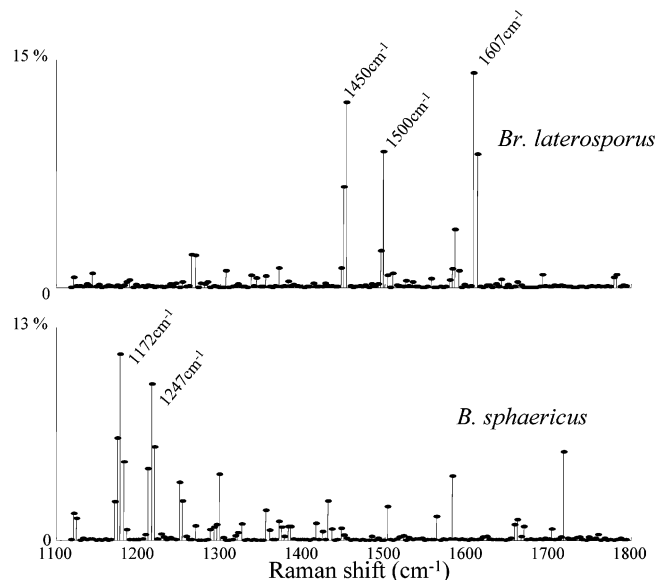 15 %
1450cm-1
1500cm-1
1607cm-1
Br. laterosporus
0
13 %
1172cm-1
1247cm-1
B. sphaericus
0
1100 1200 1300 1400 1500 1600 1700 1800
Raman shift (cm-1)